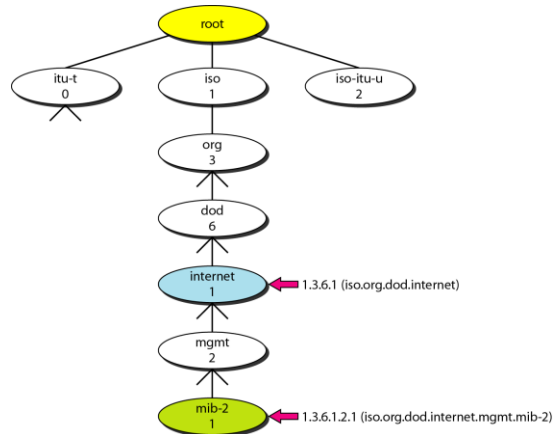 root
itu-t
0
iso
1
iso-itu-u
2
org
3
dod
6
internet
1
1.3.6.1 (iso.org.dod.internet)
mgmt
2
mib-2
1
1.3.6.1.2.1 (iso.org.dod.internet.mgmt.mib-2)